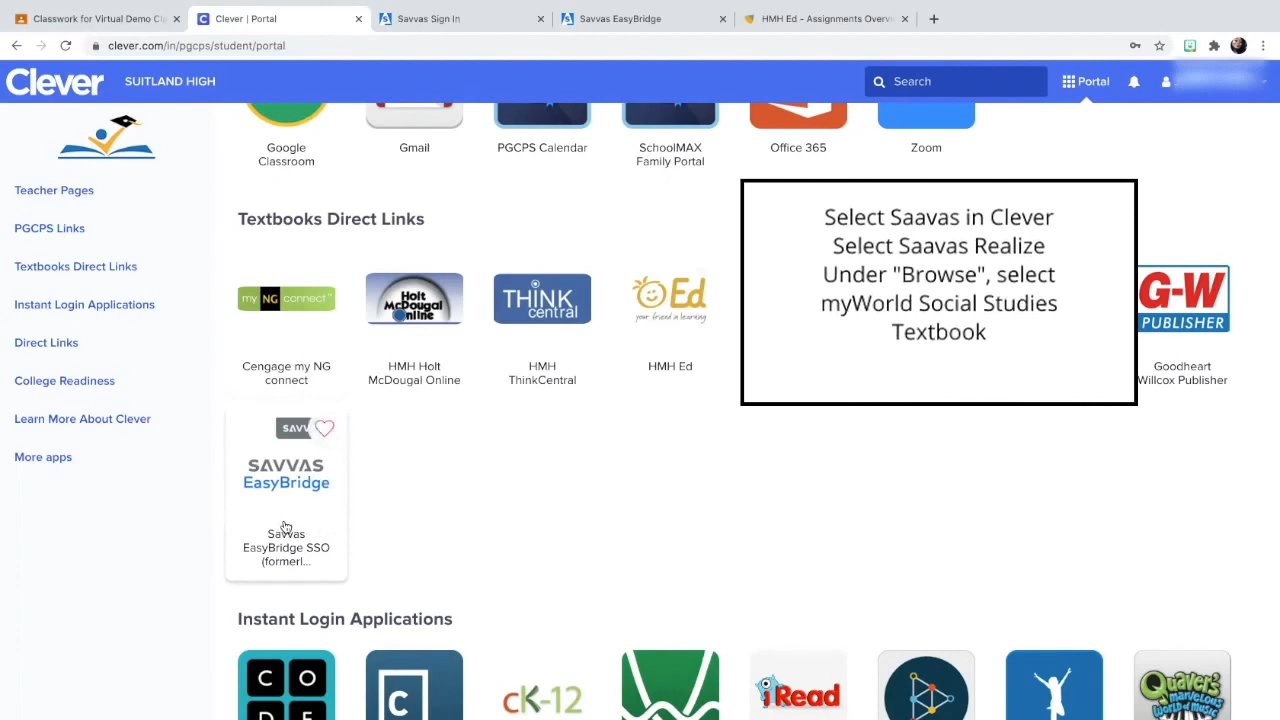 Classwork for Virtual Demo Cl
Clever | Portal
Savvas Sign In
Savvas EasyBridge
HMH Ed - Assignments Overvi
clever.com/in/pgcps/student/portal
Clever
SUITLAND HIGH
Search
Portal
Teacher Pages
PGCPS Links
Textbooks Direct Links
Instant Login Applications
Direct Links
College Readiness
Learn More About Clever
More apps
Google
Classroom
Gmail
PGCPS Calendar
SchoolMAX
Family Portal
Office 365
Zoom
Textbooks Direct Links
Select Saavas in Clever
Select Saavas Realize
Under "Browse", select
myWorld Social Studies
Textbook
my NG connect
Holt
McDougal
Online
THINK
central
Ed
your friend in learning
G-W
PUBLISHER
Cengage my NG
connect
HMH Holt
McDougal Online
HMH
ThinkCentral
HMH Ed
Goodheart
Willcox Publisher
SAVV
SAVVAS
EasyBridge
Savvas
EasyBridge SSO
(formerl...
Instant Login Applications
C O
D E
C
cK-12
iRead
Quaver's
MARVELOUS
WORLD OF MUSIC